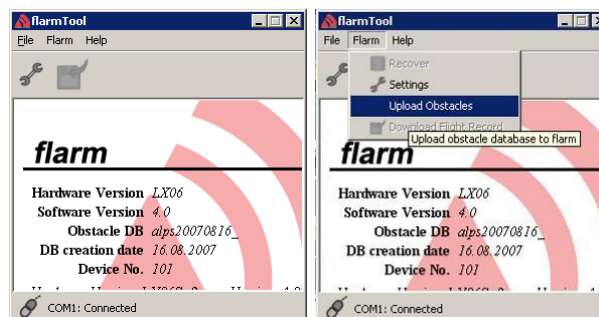 flarmTool
File Flarm Help
flarm
Hardware Version LX06
Software Version 4.0
Obstacle DB alps20070816_
DB creation date 16.08.2007
Device No. 101
COM1: Connected
flarmTool
File Flarm Help
Recover
Settings
Upload Obstacles
Download Flight Record
Upload obstacle database to flarm
flarm
Hardware Version LX06
Software Version 4.0
Obstacle DB alps20070816_
DB creation date 16.08.2007
Device No. 101
COM1: Connected